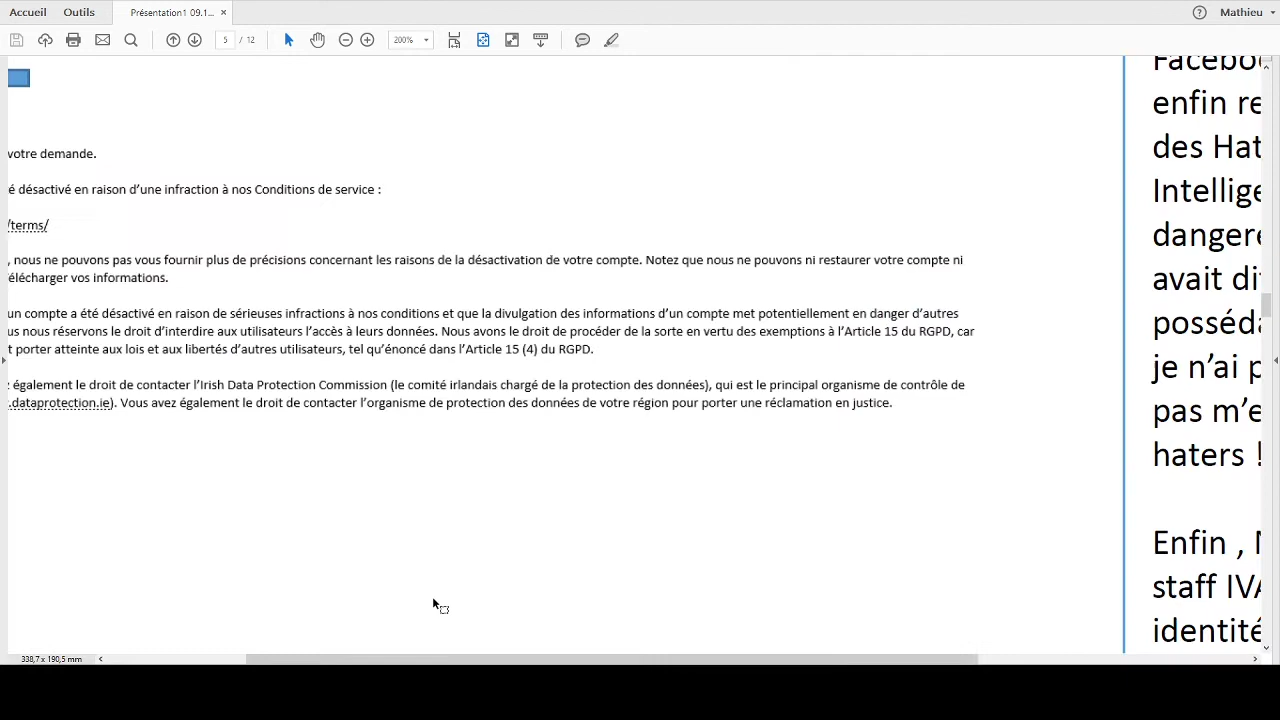 Accueil Outils Présentation1 09.1... × Mathieu
5 / 12 200%
votre demande.
é désactivé en raison d'une infraction à nos Conditions de service :
/terms/
, nous ne pouvons pas vous fournir plus de précisions concernant les raisons de la désactivation de votre compte. Notez que nous ne pouvons ni restaurer votre compte ni
télécharger vos informations.
un compte a été désactivé en raison de sérieuses infractions à nos conditions et que la divulgation des informations d'un compte met potentiellement en danger d'autres
us nous réservons le droit d'interdire aux utilisateurs l'accès à leurs données. Nous avons le droit de procéder de la sorte en vertu des exemptions à l'Article 15 du RGPD, car
t porter atteinte aux lois et aux libertés d'autres utilisateurs, tel qu'énoncé dans l'Article 15 (4) du RGPD.
z également le droit de contacter l'Irish Data Protection Commission (le comité irlandais chargé de la protection des données), qui est le principal organisme de contrôle de
.dataprotection.ie). Vous avez également le droit de contacter l'organisme de protection des données de votre région pour porter une réclamation en justice.
Facebo
enfin re
des Hat
Intellige
dangere
avait di
posséda
je n'ai p
pas m'e
haters !
Enfin , N
staff IVA
identité
338,7 x 190,5 mm